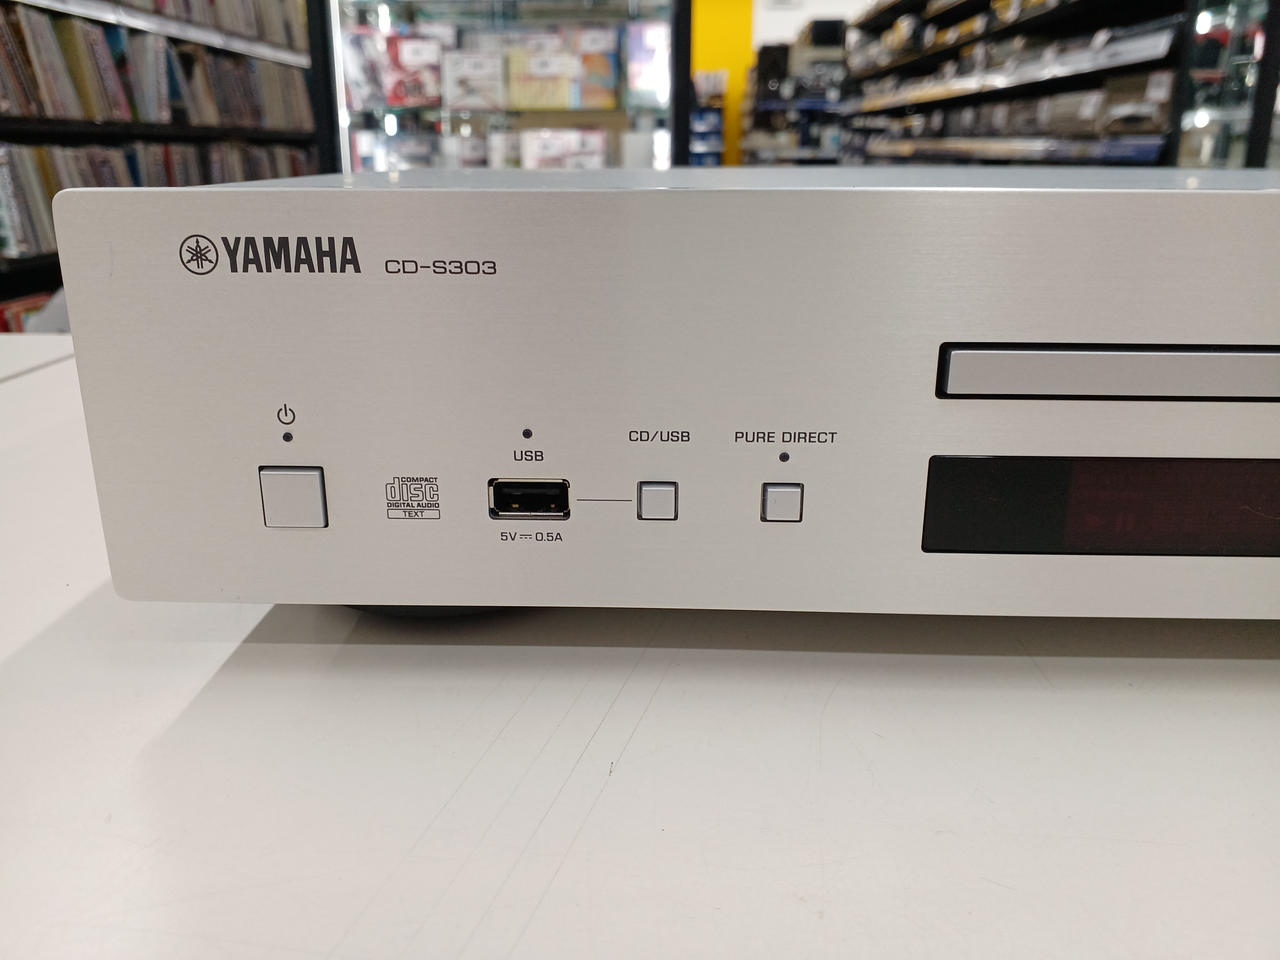 YAMAHA CD-S303
USB
CD/USB
PURE DIRECT
COMPACT
disc
DIGITAL AUDIO
TEXT
5V 0.5A